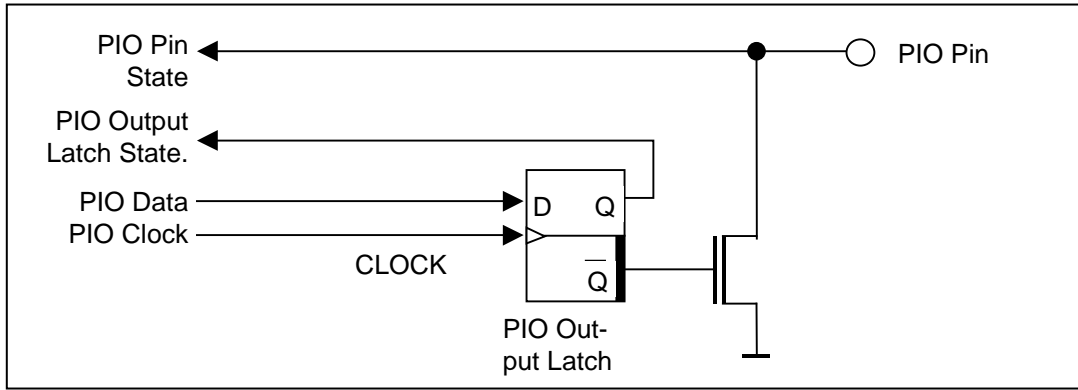 PIO Pin
State
PIO Pin
PIO Output
Latch State.
PIO Data
PIO Clock
CLOCK
D
Q
Q̅
PIO Out-
put Latch